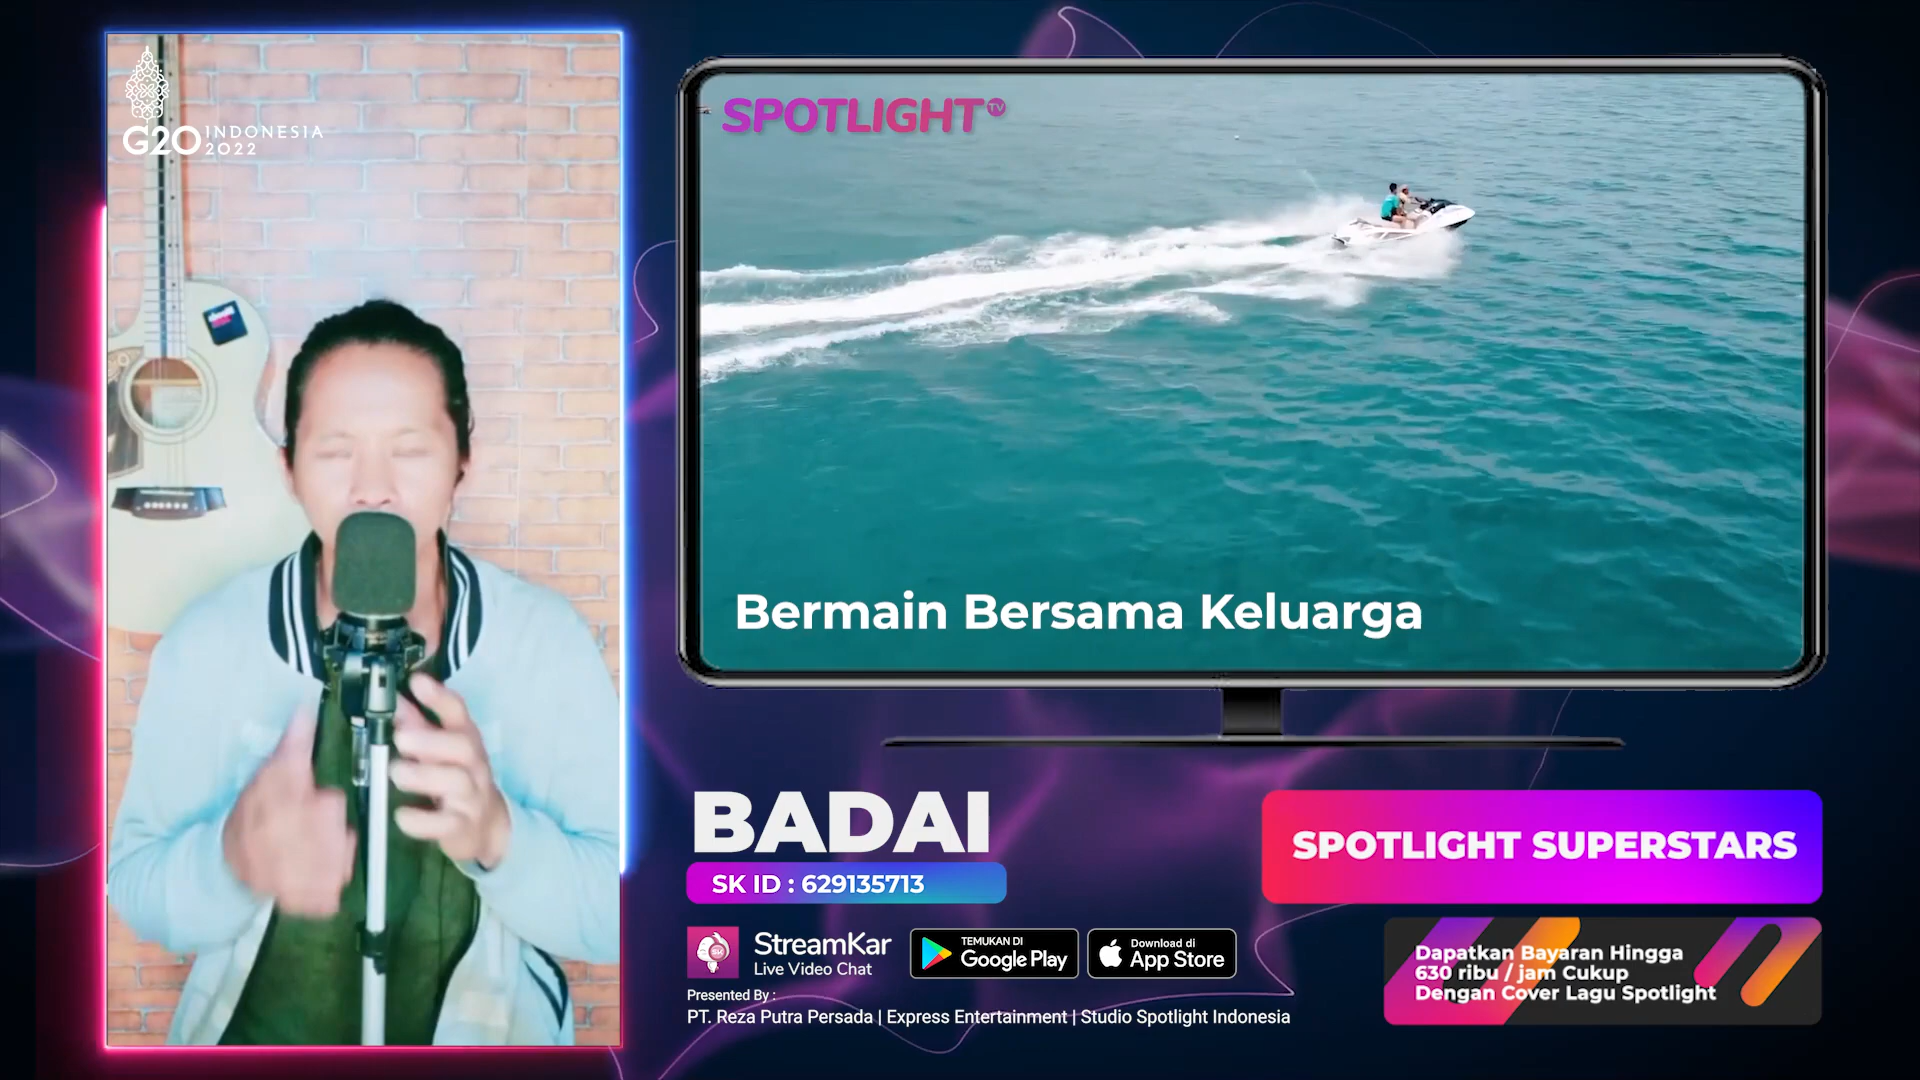 G20 INDONESIA
2022
SPOTLIGHT TV
Bermain Bersama Keluarga
BADAI
SK ID : 629135713
SPOTLIGHT SUPERSTARS
StreamKar
Live Video Chat
TEMUKAN DI
Google Play
Download di
App Store
Dapatkan Bayaran Hingga
630 ribu / jam Cukup
Dengan Cover Lagu Spotlight
Presented By :
PT. Reza Putra Persada | Express Entertainment | Studio Spotlight Indonesia